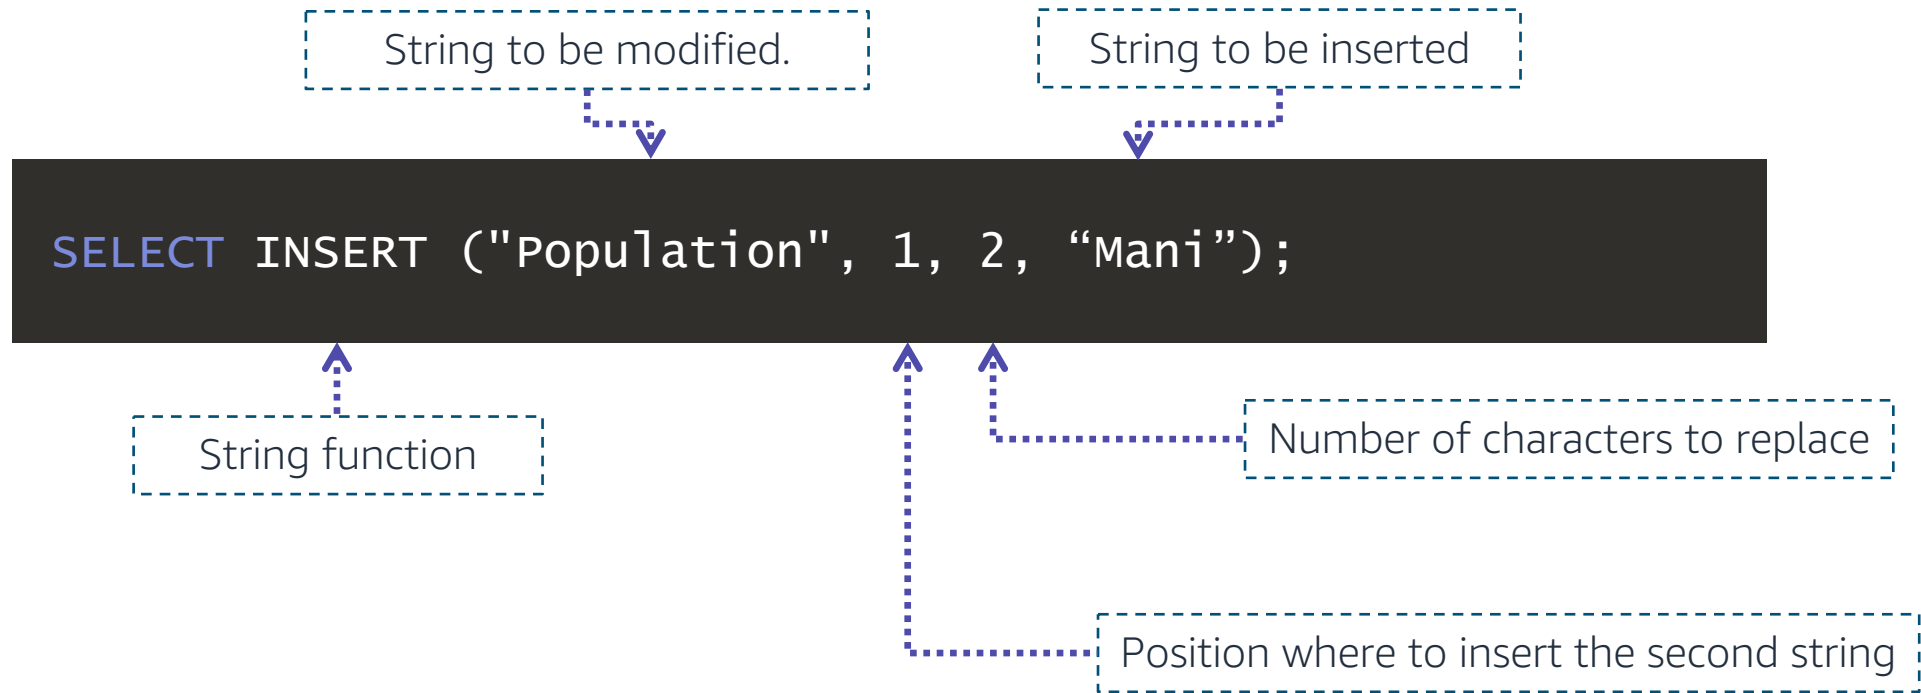 String to be modified.
String to be inserted
SELECT INSERT ("Population", 1, 2, “Mani”);
String function
Number of characters to replace
Position where to insert the second string